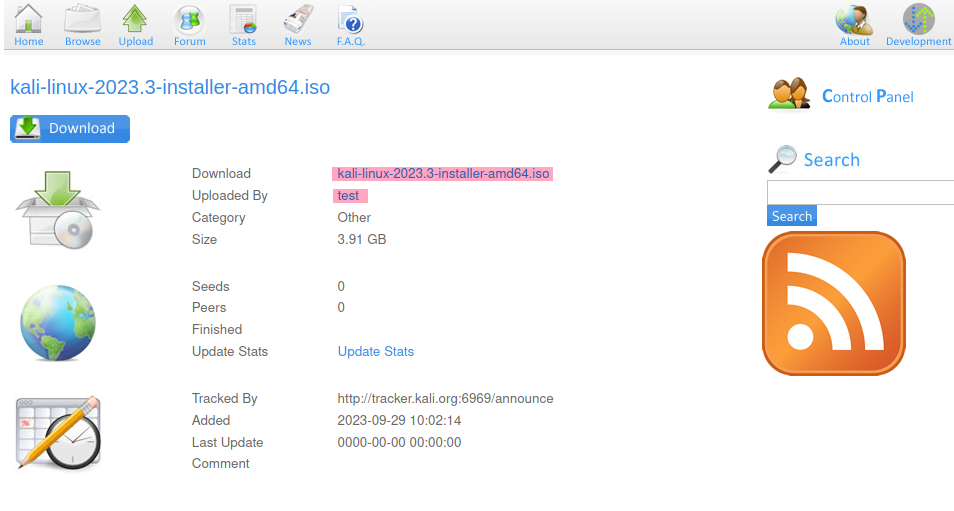 Home Browse Upload Forum Stats News F.A.Q. About Development
kali-linux-2023.3-installer-amd64.iso
Download
Control Panel
Search
Search
Download kali-linux-2023.3-installer-amd64.iso
Uploaded By test
Category Other
Size 3.91 GB
Seeds 0
Peers 0
Finished
Update Stats Update Stats
Tracked By http://tracker.kali.org:6969/announce
Added 2023-09-29 10:02:14
Last Update 0000-00-00 00:00:00
Comment